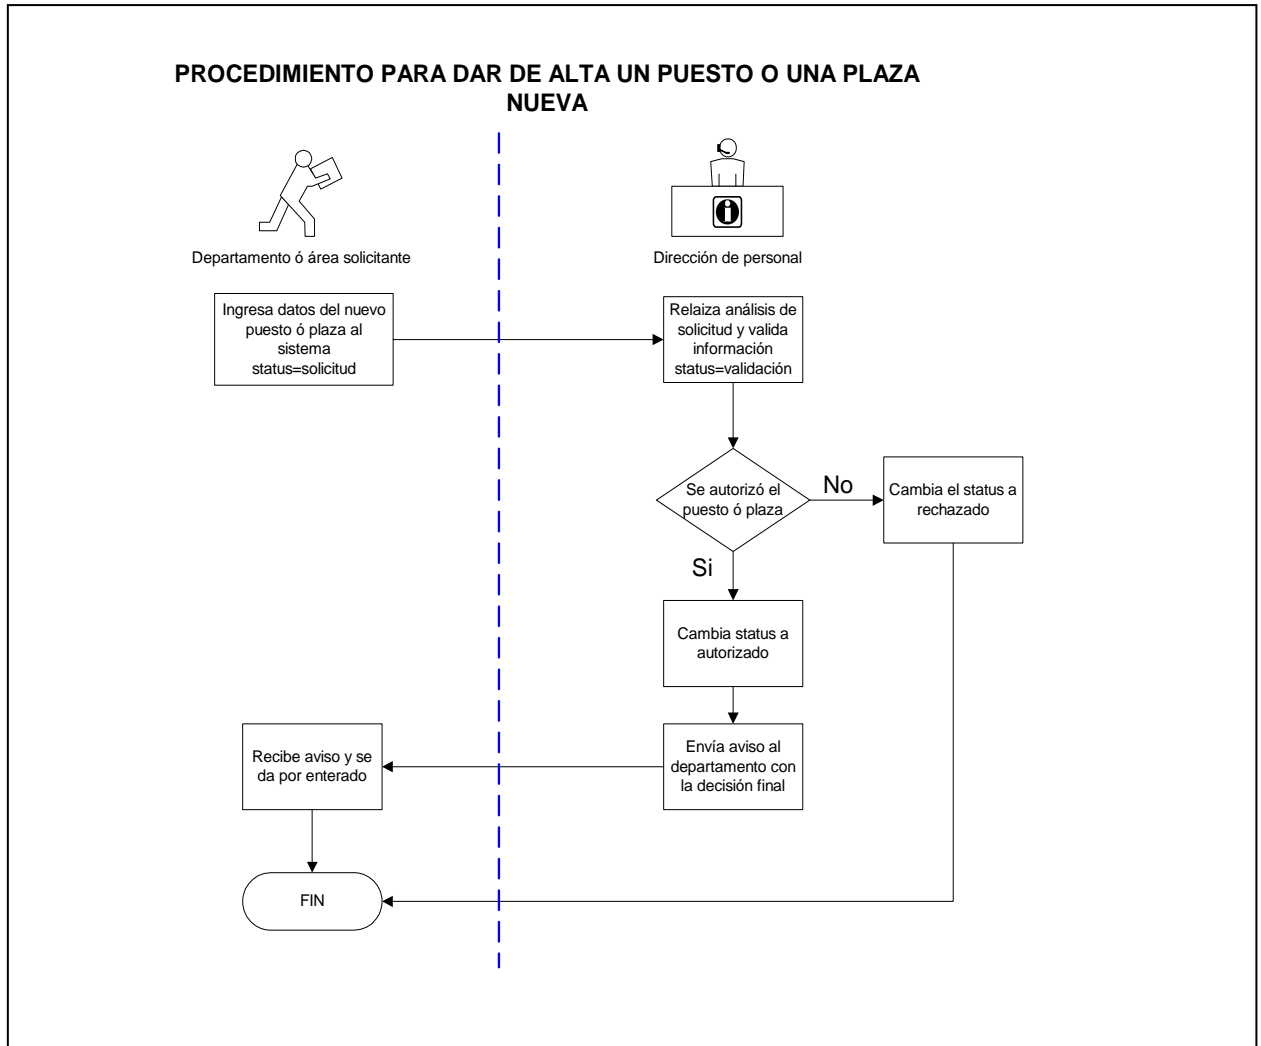 PROCEDIMIENTO PARA DAR DE ALTA UN PUESTO O UNA PLAZA
NUEVA
Departamento ó área solicitante
Dirección de personal
Ingresa datos del nuevo
puesto ó plaza al
sistema
status=solicitud
Relaiza análisis de
solicitud y valida
información
status=validación
Se autorizó el
puesto ó plaza
No
Cambia el status a
rechazado
Si
Cambia status a
autorizado
Envía aviso al
departamento con
la decisión final
Recibe aviso y se
da por enterado
FIN